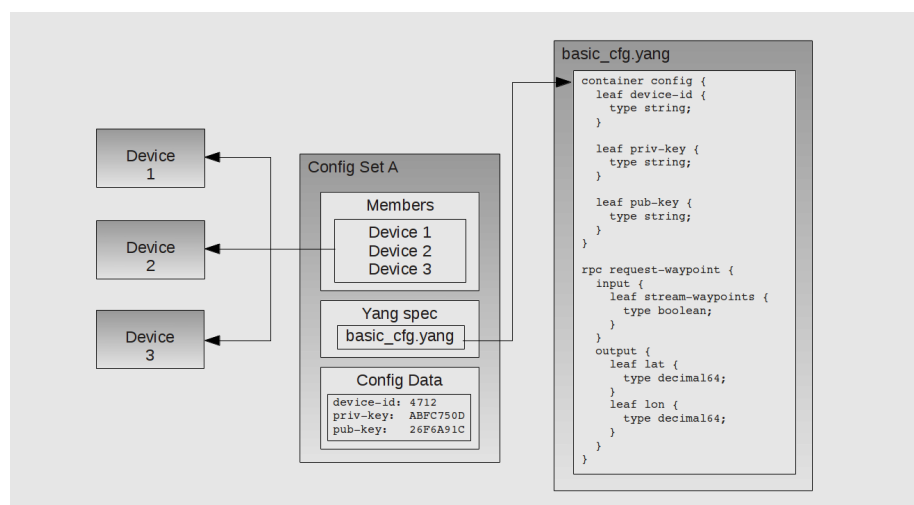 Device
1
Device
2
Device
3
Config Set A
Members
Device 1
Device 2
Device 3
Yang spec
basic_cfg.yang
Config Data
device-id: 4712
priv-key:  ABFC750D
pub-key:   26F6A91C
basic_cfg.yang
container config {
  leaf device-id {
    type string;
  }
  leaf priv-key {
    type string;
  }
  leaf pub-key {
    type string;
  }
}
rpc request-waypoint {
  input {
    leaf stream-waypoints {
      type boolean;
    }
  }
  output {
    leaf lat {
      type decimal64;
    }
    leaf lon {
      type decimal64;
    }
  }
}